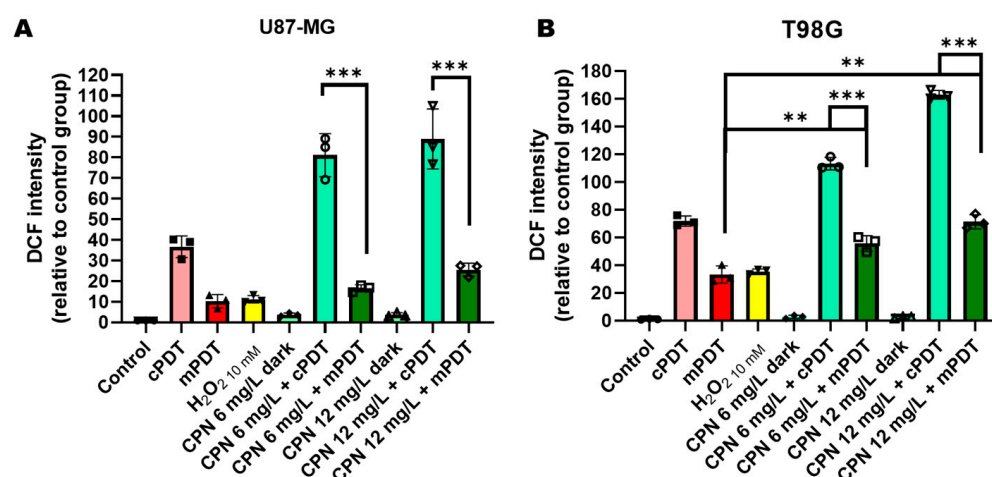 A
U87-MG
DCF intensity
(relative to control group)
120
110
100
90
80
70
60
50
40
30
20
10
0
***
***
Control
cPDT
mPDT
H₂O₂ 10 mM
CPN 6 mg/L dark
CPN 6 mg/L + cPDT
CPN 6 mg/L + mPDT
CPN 12 mg/L dark
CPN 12 mg/L + cPDT
CPN 12 mg/L + mPDT
B
T98G
DCF intensity
(relative to control group)
180
160
140
120
100
80
60
40
20
0
***
**
***
**
Control
cPDT
mPDT
H₂O₂ 10 mM
CPN 6 mg/L dark
CPN 6 mg/L + cPDT
CPN 6 mg/L + mPDT
CPN 12 mg/L dark
CPN 12 mg/L + cPDT
CPN 12 mg/L + mPDT